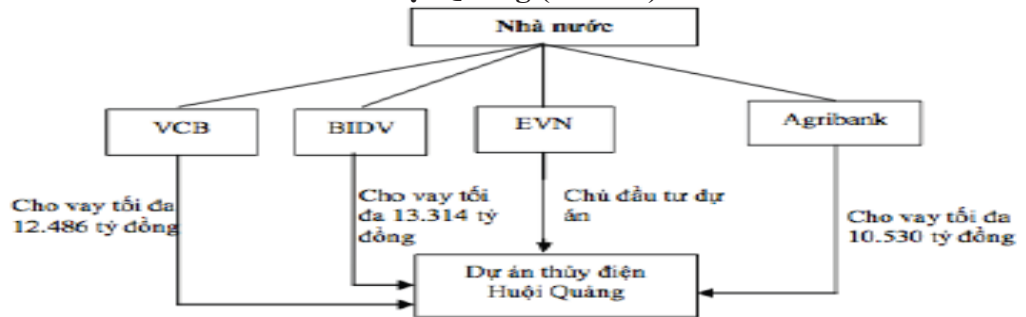 Nhà nước
VCB
BIDV
EVN
Agribank
Cho vay tối đa
12.486 tỷ đồng
Cho vay tối
đa 13.314 tỷ
đồng
Chủ đầu tư dự
án
Cho vay tối đa
10.530 tỷ đồng
Dự án thủy điện
Huội Quảng